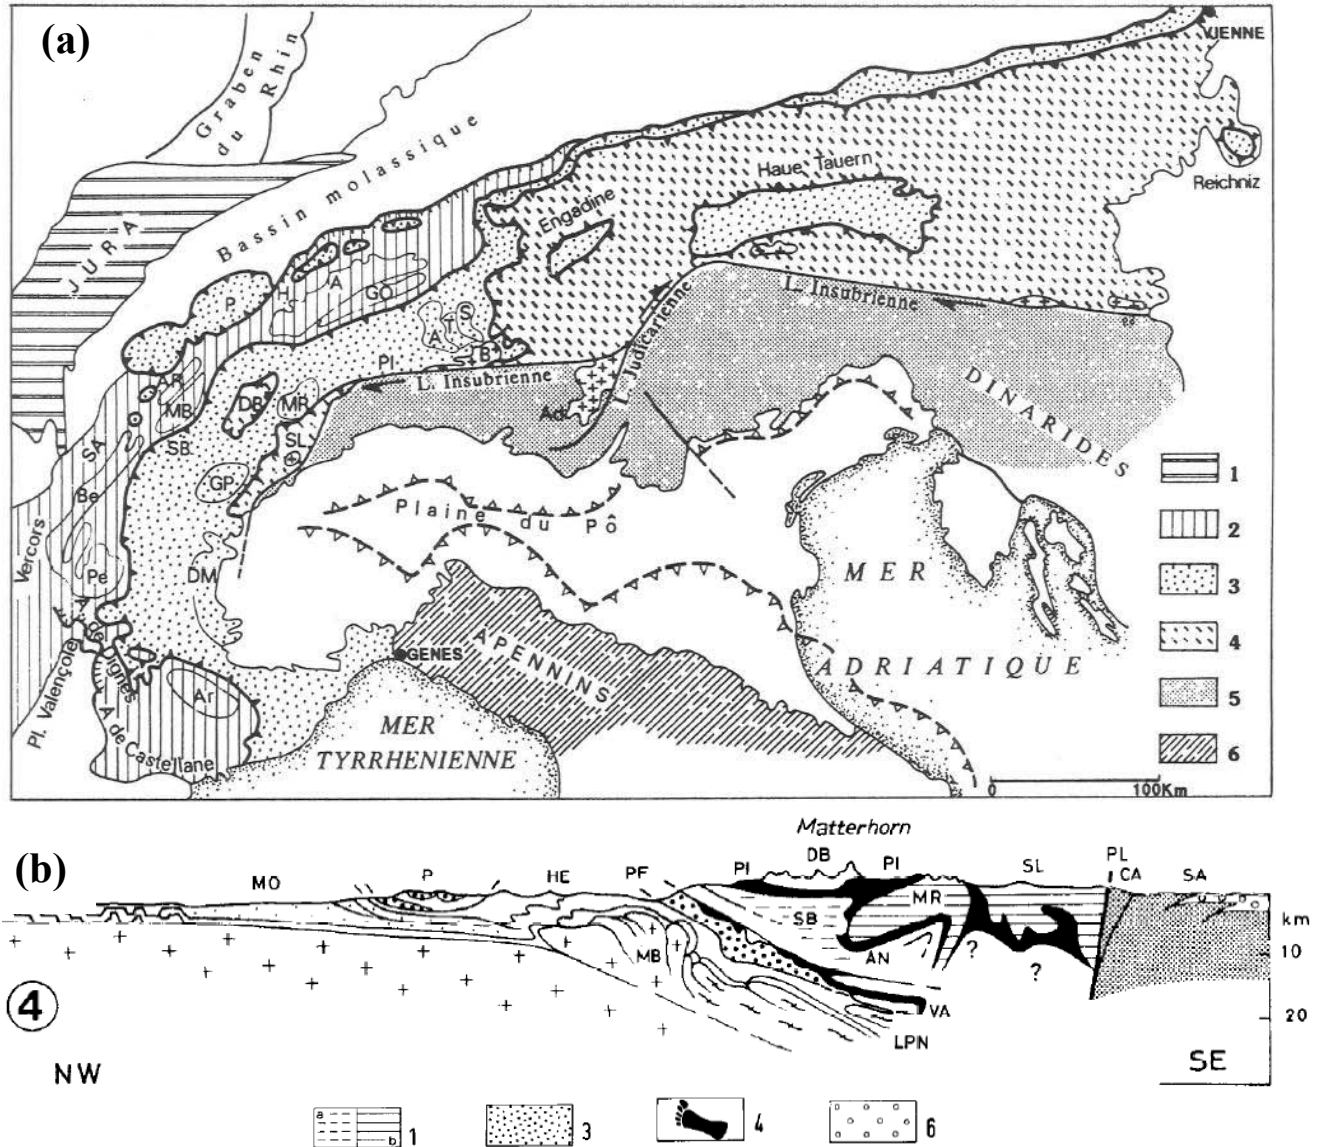 (a)
VIENNE
Graben
du
Rhin
Bassin molassique
JURA
Haue Tauern
Engadine
Reichniz
L. Insubrienne
L. Judicarienne
L. Insubrienne
DINARIDES
P
A
GO
A
T
S
B
PI
AR
MB
DB
MR
Ad
SB
SL
SA
Be
GP
Vercors
Pe
DM
Plaine du Pô
MER
ADRIATIQUE
A de Dignes
Pl. Valençole
Ar
A de Castellane
GENES
APENNINS
MER
TYRRHENIENNE
1
2
3
4
5
6
0 100Km
(b)
Matterhorn
MO P HE PF PI DB PI SL PL
CA SA
SB MR
km
MB AN ? ?
10
VA
20
LPN
4
NW
SE
a
b
1
3
4
6